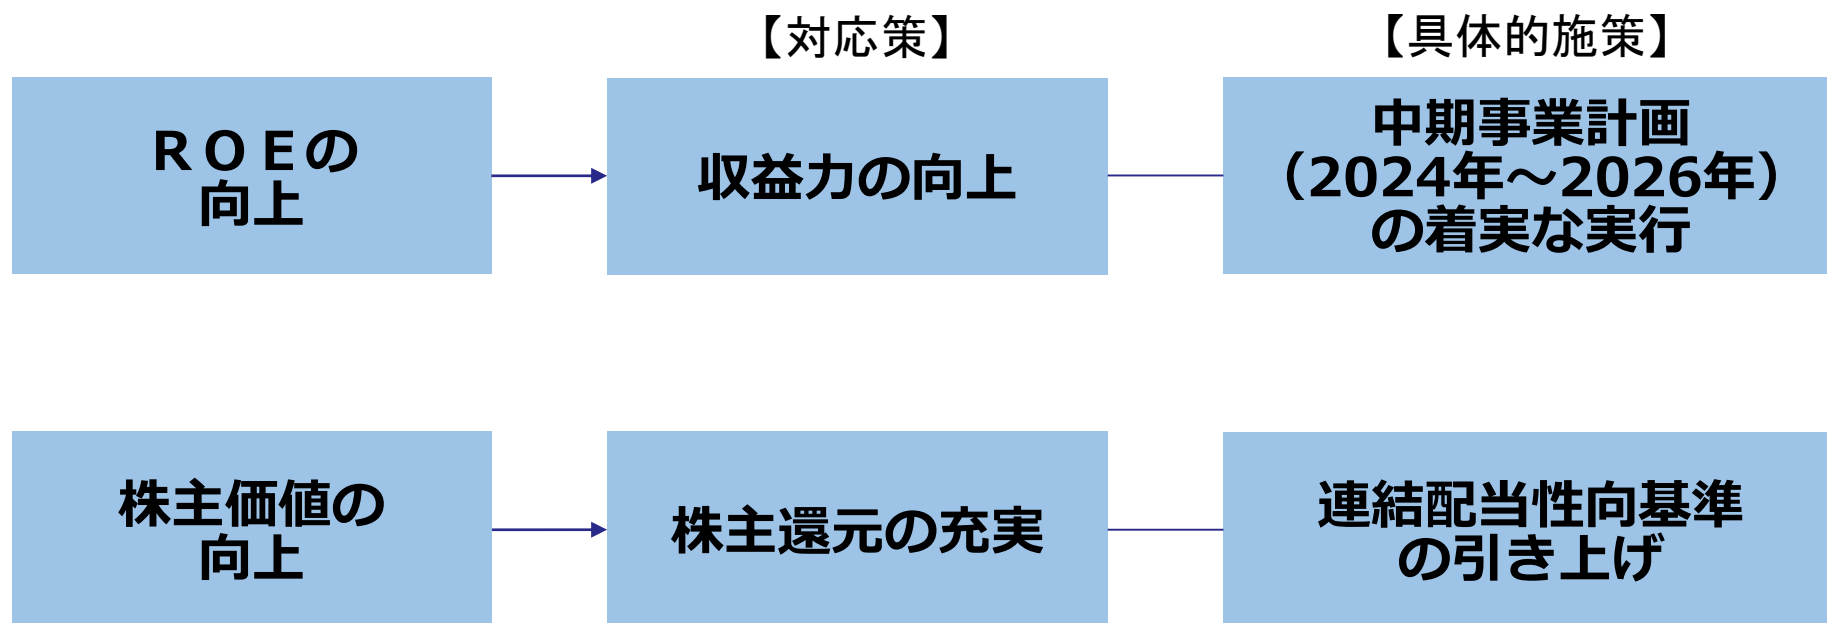 【対応策】
【具体的施策】
ＲＯＥの
向上
収益力の向上
中期事業計画
（2024年～2026年）
の着実な実行
株主価値の
向上
株主還元の充実
連結配当性向基準
の引き上げ